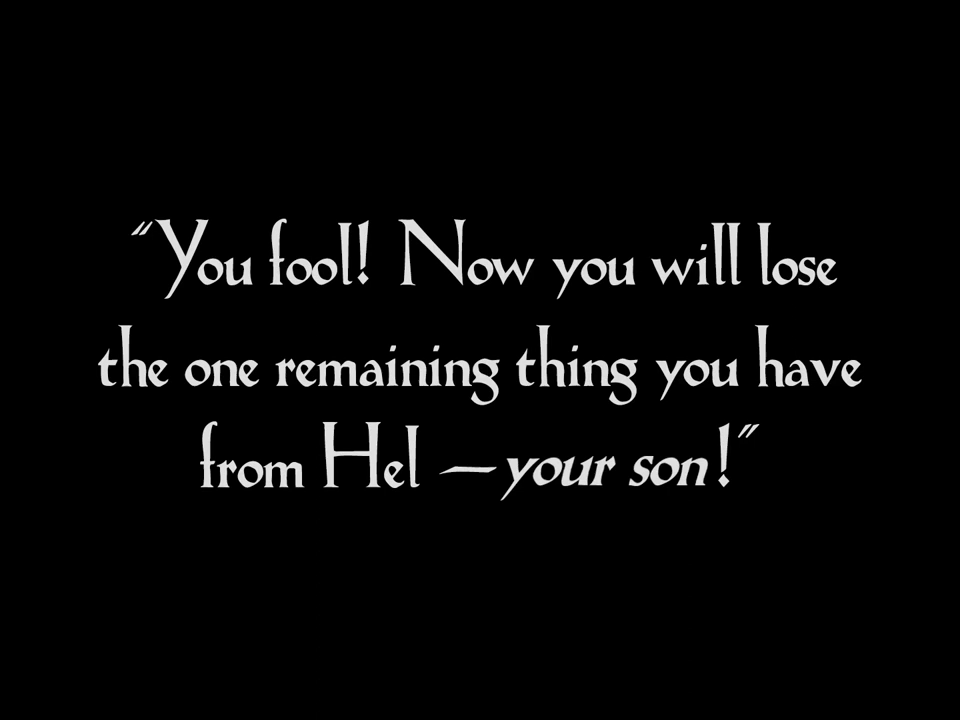 “You fool! Now you will lose
the one remaining thing you have
from Hel — your son!”